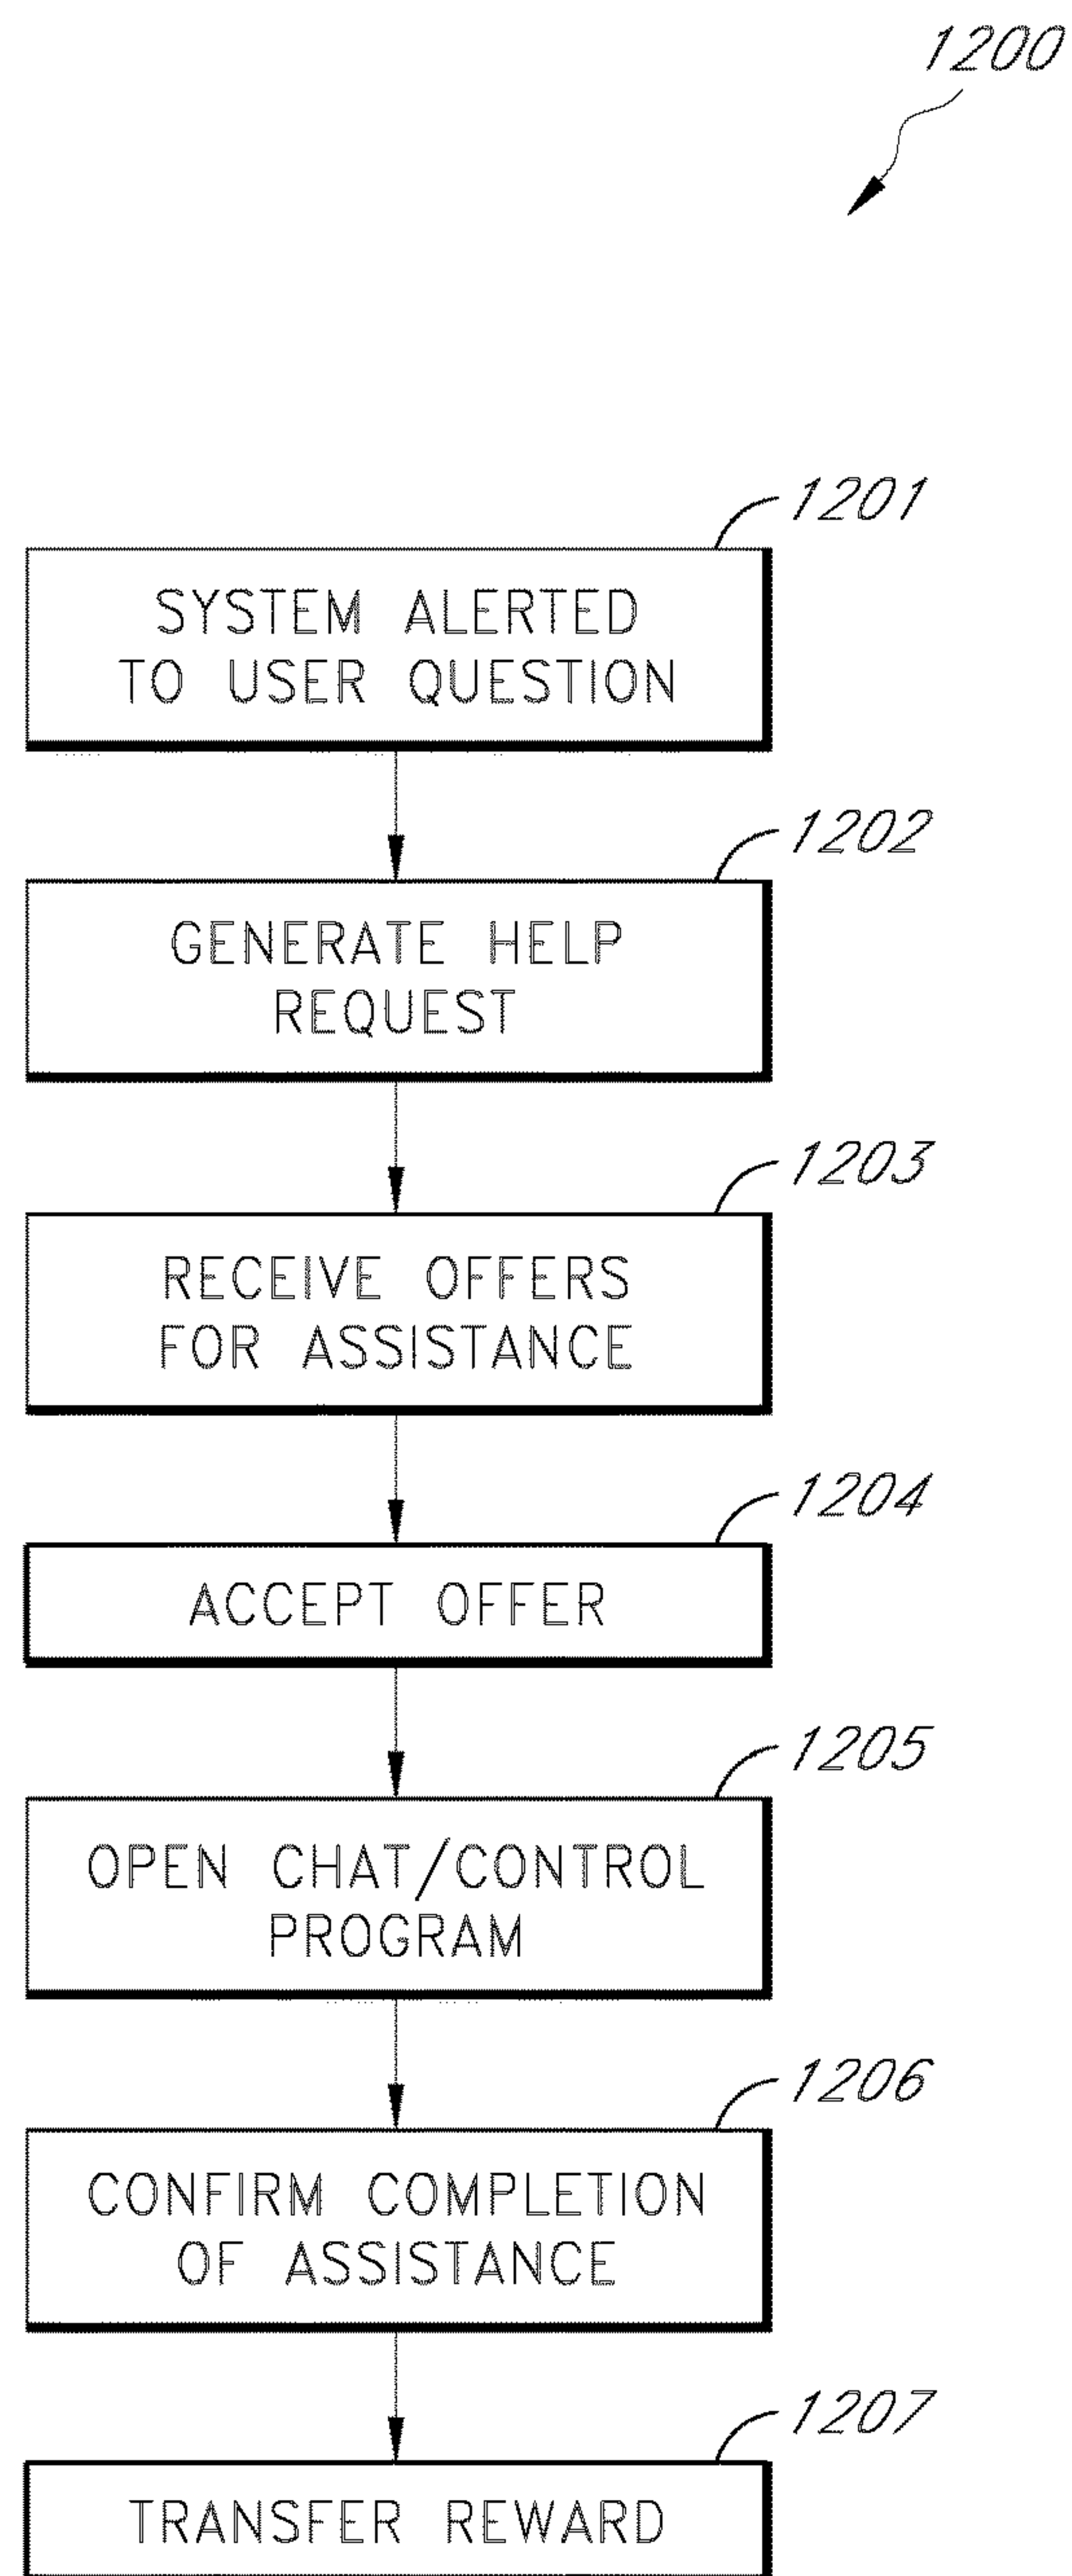 1200
1201
SYSTEM ALERTED
TO USER QUESTION
1202
GENERATE HELP
REQUEST
1203
RECEIVE OFFERS
FOR ASSISTANCE
1204
ACCEPT OFFER
1205
OPEN CHAT/CONTROL
PROGRAM
1206
CONFIRM COMPLETION
OF ASSISTANCE
1207
TRANSFER REWARD